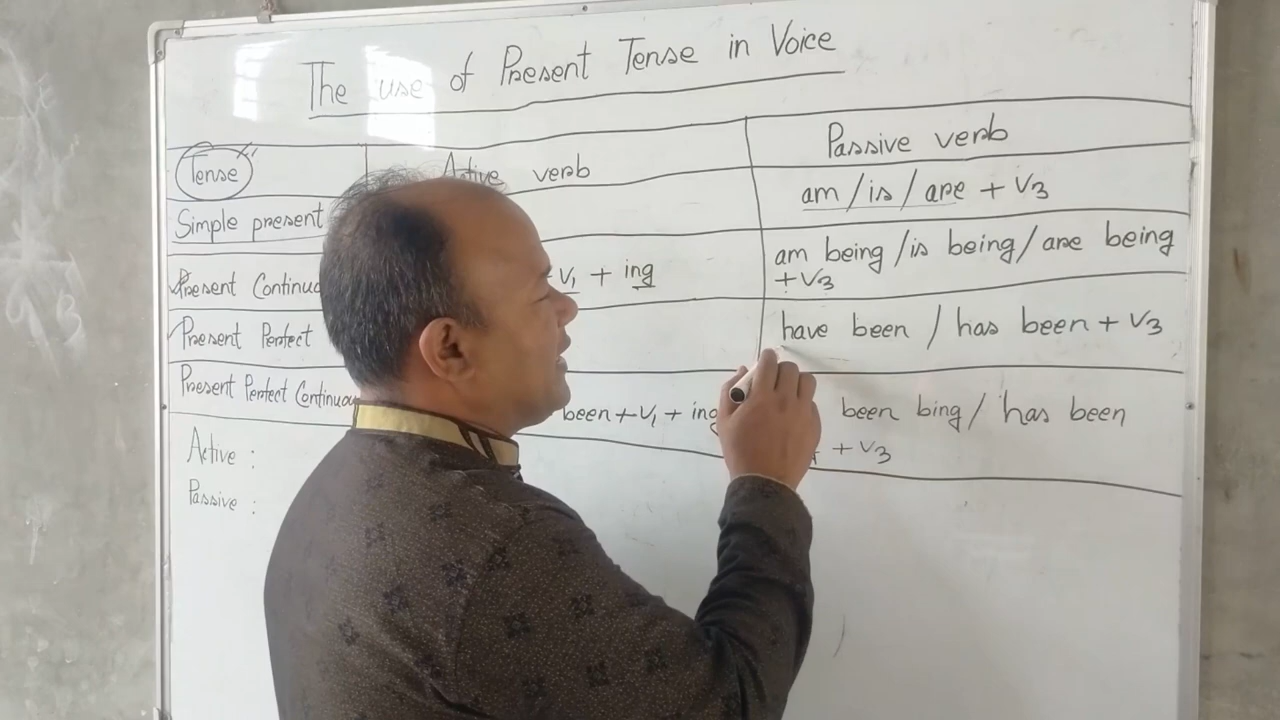 The use of Present Tense in Voice
Tense Active verb Passive verb
Simple present am / is / are + V3
Present V1 + ing am being / is being / are being
+ V3
Present Perfect have been / has been + V3
Present Perfect been + V1 + ing been bing / has been
+ V3
Active :
Passive :